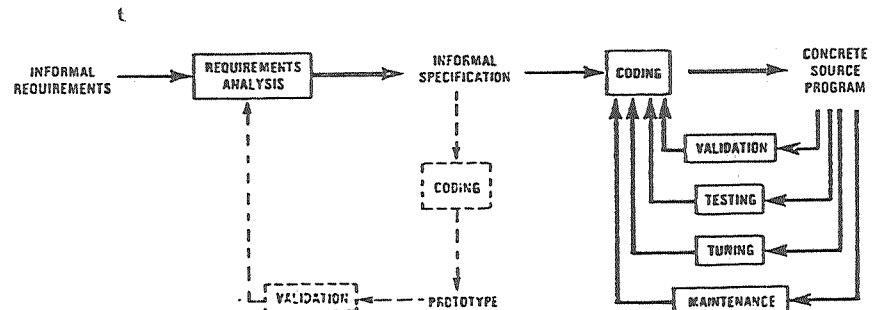 t
INFORMAL
REQUIREMENTS
REQUIREMENTS
ANALYSIS
INFORMAL
SPECIFICATION
CODING
CONCRETE
SOURCE
PROGRAM
VALIDATION
TESTING
TUNING
MAINTENANCE
CODING
PROTOTYPE
VALIDATION